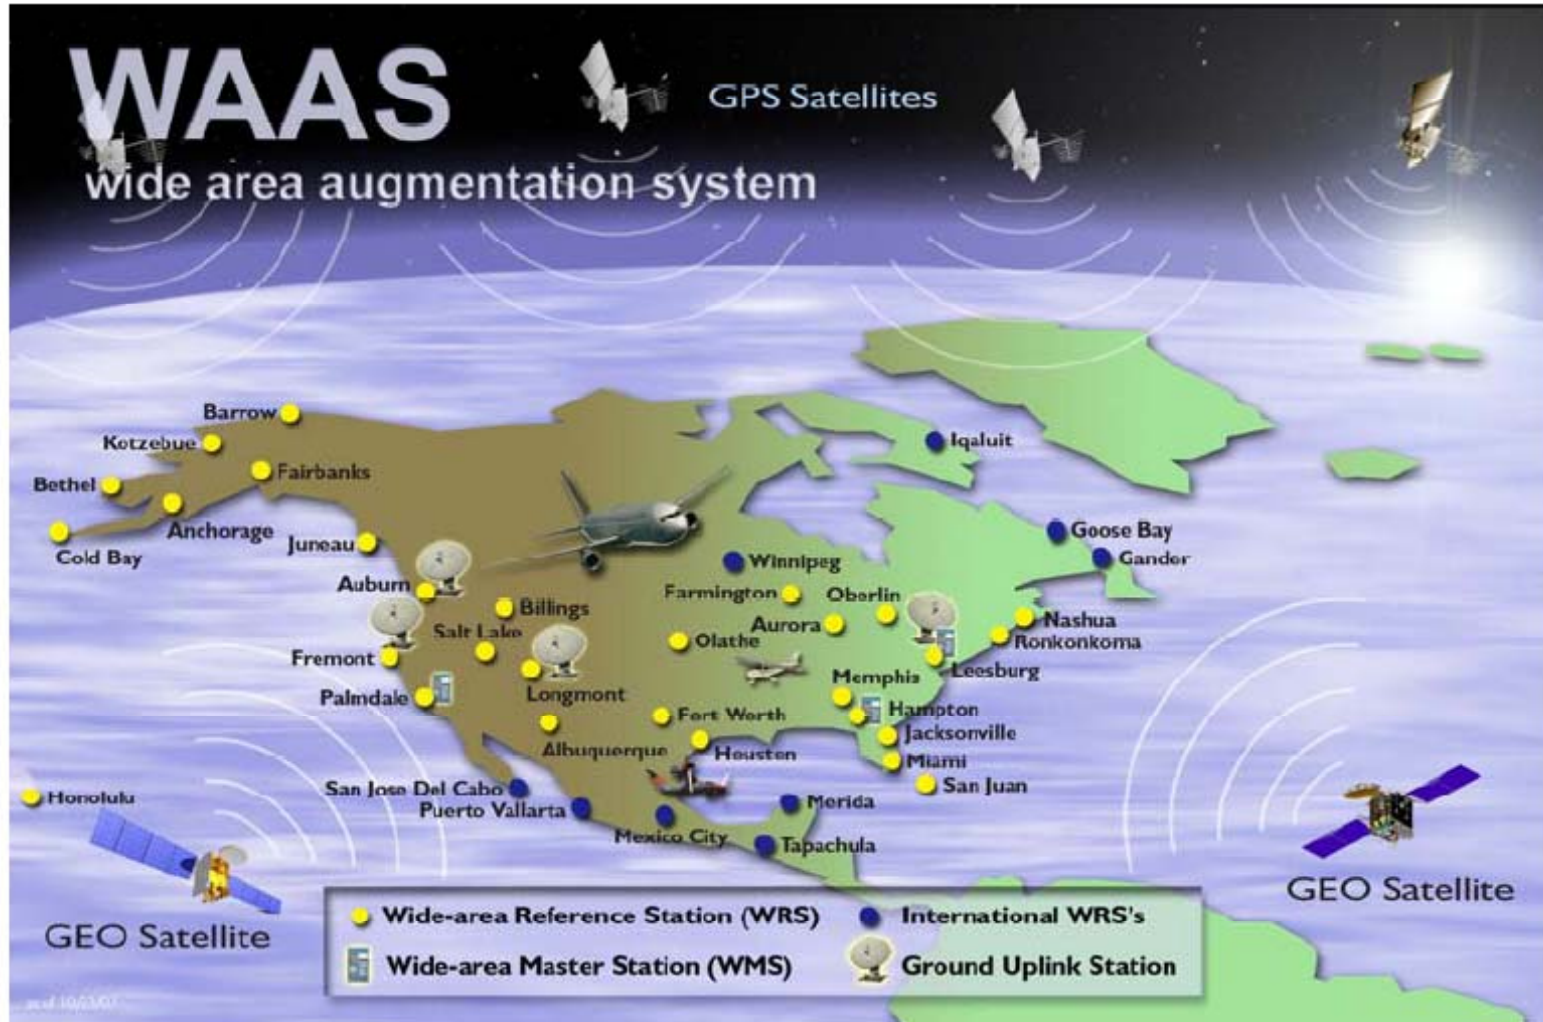 WAAS
GPS Satellites
wide area augmentation system
Barrow
Kotzebue
Iqaluit
Fairbanks
Bethel
Anchorage
Goose Bay
Juneau
Cold Bay
Gander
Winnipeg
Auburn
Farmington
Oberlin
Billings
Nashua
Aurora
Salt Lake
Olathe
Ronkonkoma
Fremont
Leesburg
Memphis
Longmont
Palmdale
Hampton
Fort Worth
Jacksonville
Albuquerque
Houston
Miami
San Jose Del Cabo
San Juan
Honolulu
Puerto Vallarta
Merida
Mexico City
Tapachula
GEO Satellite
GEO Satellite
Wide-area Reference Station (WRS)
International WRS's
Wide-area Master Station (WMS)
Ground Uplink Station